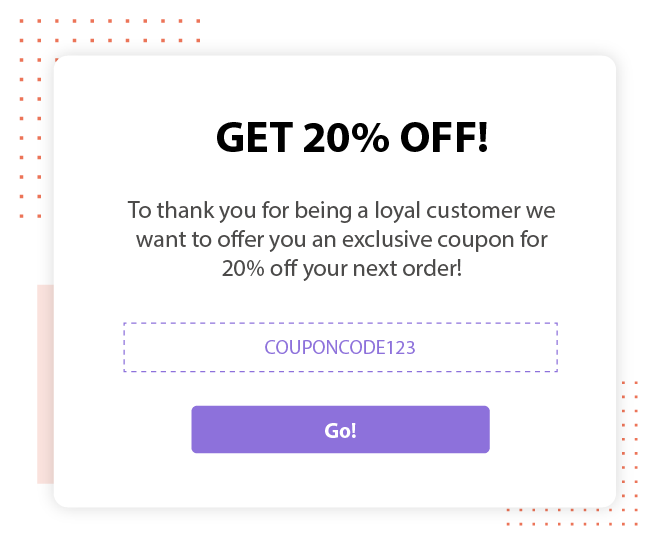 GET 20% OFF!
To thank you for being a loyal customer we
want to offer you an exclusive coupon for
20% off your next order!
COUPONCODE123
Go!